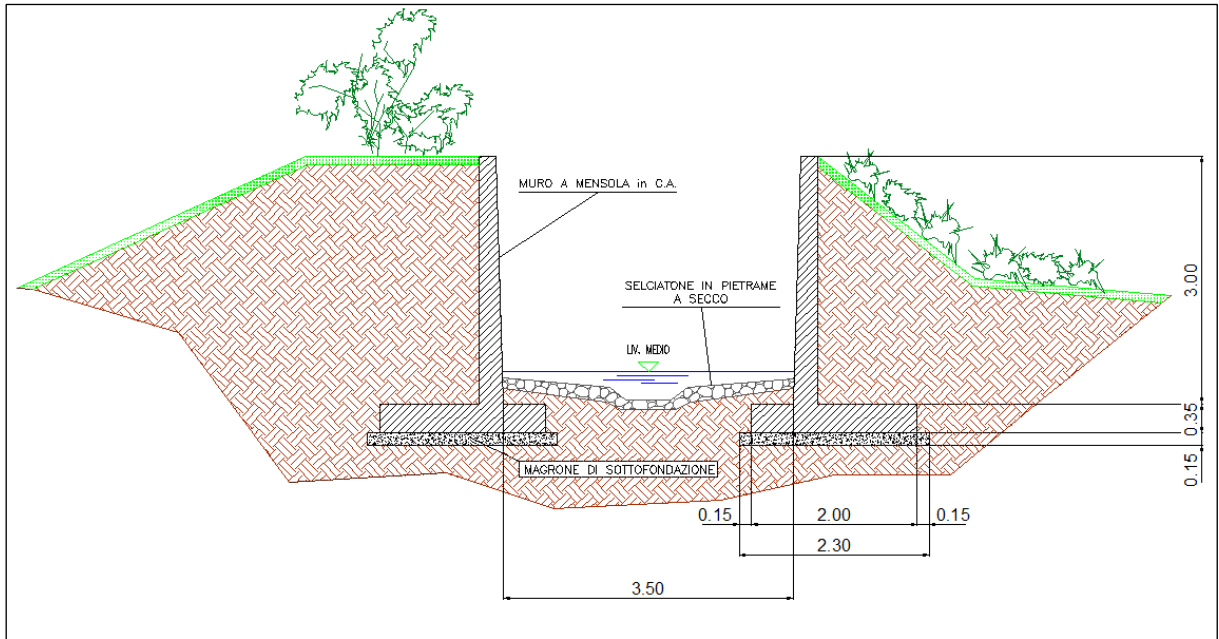 MURO A MENSOLA in C.A.
SELCIATONE IN PIETRAME
A SECCO
LIV. MEDIO
3.00
0.35
0.15
MAGRONE DI SOTTOFONDAZIONE
0.15
2.00
0.15
2.30
3.50